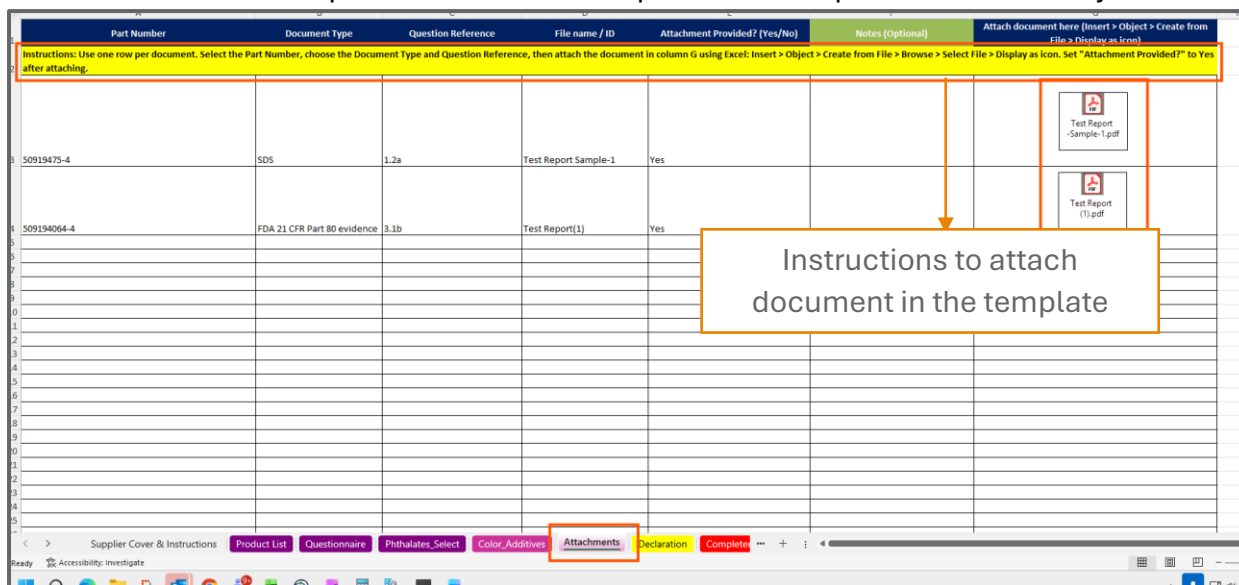 Part Number Document Type Question Reference File name / ID Attachment Provided? (Yes/No) Notes (Optional) Attach document here (Insert > Object > Create from
File > Display as icon)
Instructions: Use one row per document. Select the Part Number, choose the Document Type and Question Reference, then attach the document in column G using Excel: Insert > Object > Create from File > Browse > Select File > Display as icon. Set "Attachment Provided?" to Yes
after attaching.
Test Report
-Sample-1.pdf
3 50919475-4 SDS 1.2a Test Report Sample-1 Yes
Test Report
(1).pdf
4 509194064-4 FDA 21 CFR Part 80 evidence 3.1b Test Report(1) Yes
Instructions to attach
document in the template
Supplier Cover & Instructions Product List Questionnaire Phthalates_Select Color_Additives Attachments Declaration Completed
Accessibility: Investigate